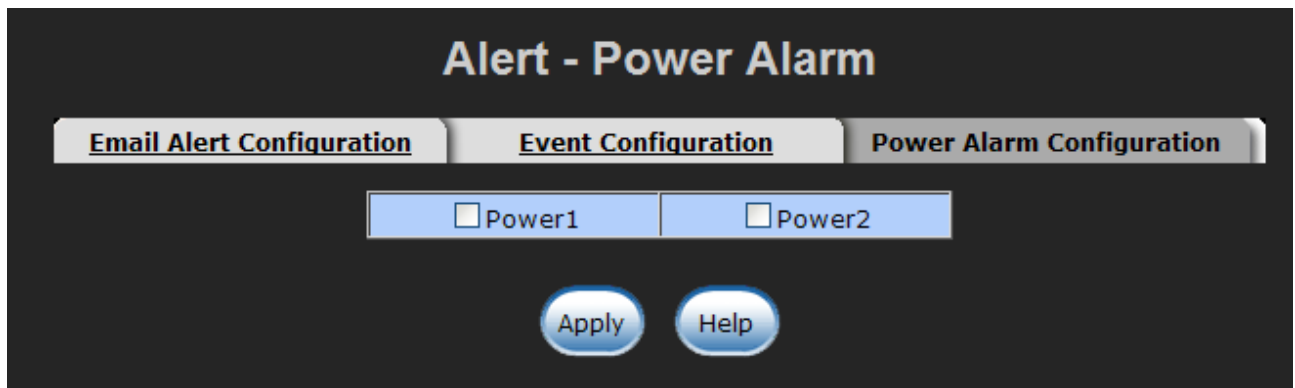 Alert - Power Alarm
Email Alert Configuration Event Configuration Power Alarm Configuration
Power1 Power2
Apply Help